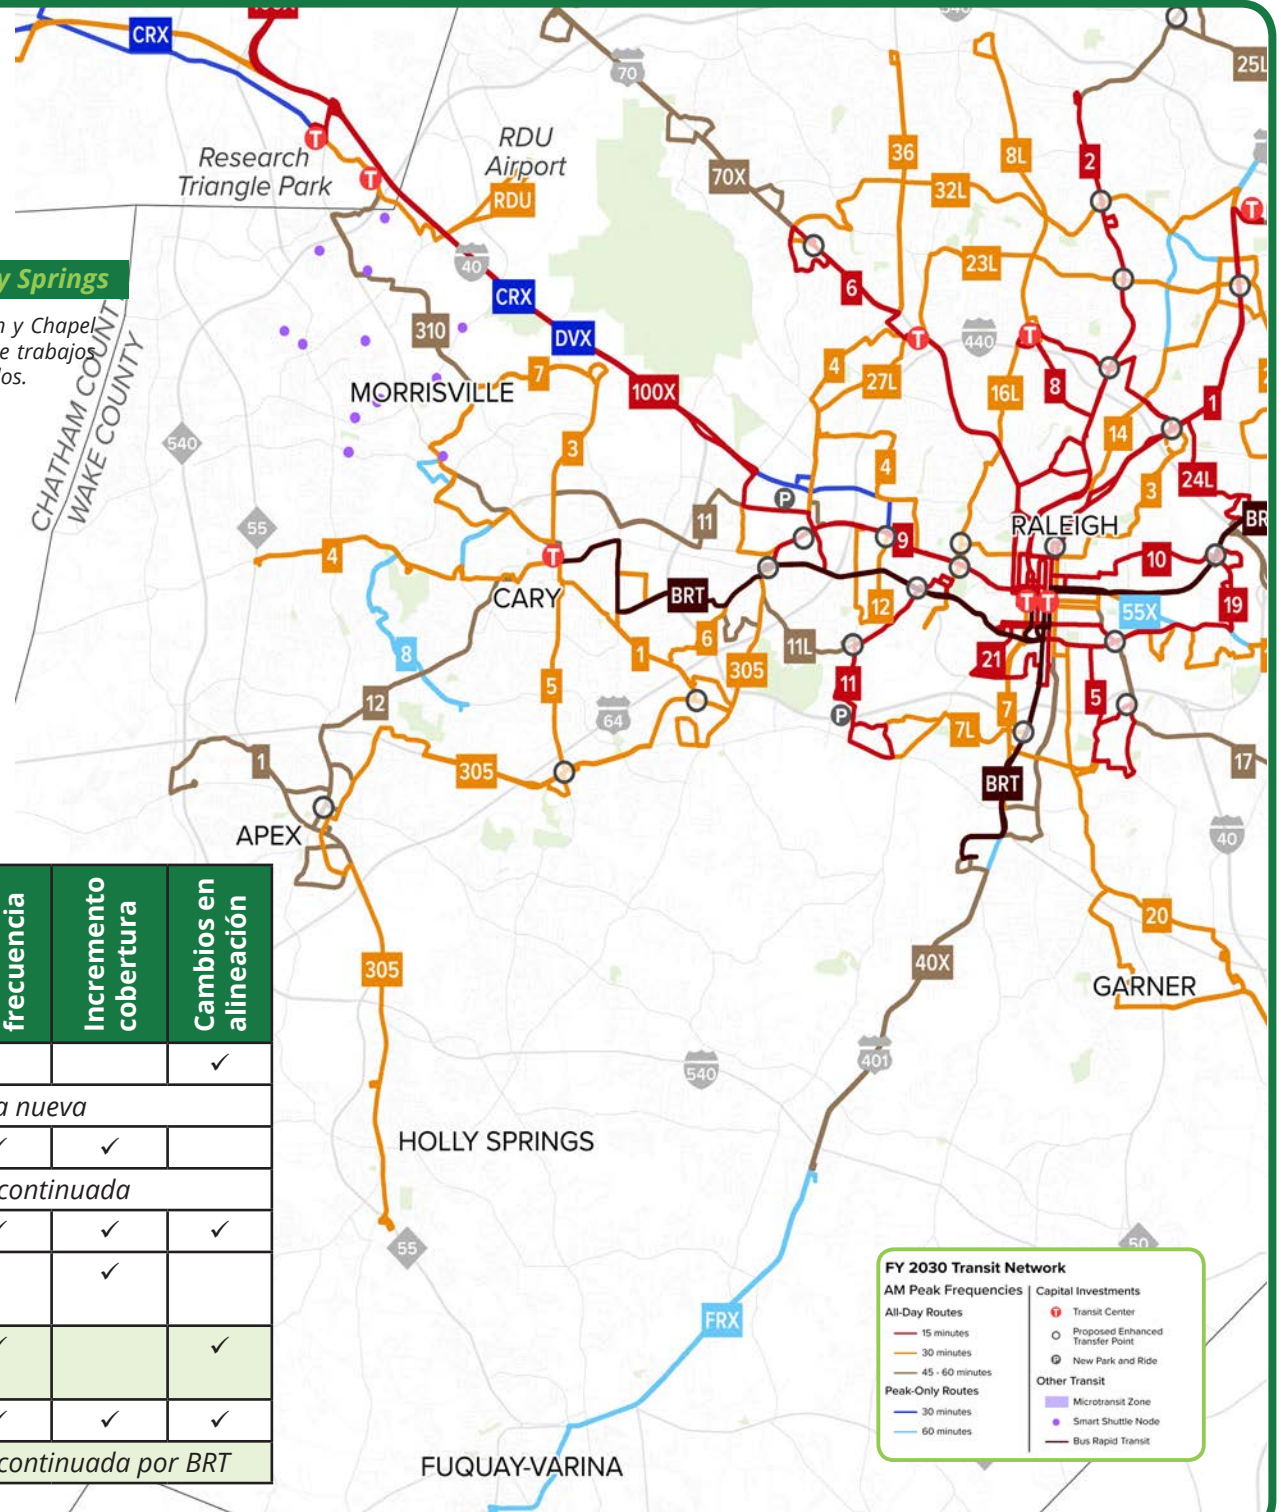 100X
CRX
540
25L
70
RDU
Airport
Research
Triangle Park
RDU
70X
36
8L
2
32L
23L
40
y Springs
n y Chapel
e trabajos
los.
CHATHAM COUNTY
WAKE COUNTY
310
CRX
DVX
6
440
MORRISVILLE
7
100X
4
27L
16L
8
1
540
3
4
14
24L
3
55
11
P
9
RALEIGH
BR
10
4
CARY
BRT
12
55X
19
8
6
11L
1
305
21
5
11
7
5
12
64
P
7L
17
1
305
BRT
APEX
40
frecuencia
Incremento
cobertura
Cambios en
alineación
✓
a nueva
✓ ✓
continuada
✓ ✓ ✓
✓
✓ ✓
✓ ✓ ✓
continuada por BRT
305
20
40X
GARNER
401
540
HOLLY SPRINGS
55
50
FRX
FUQUAY-VARINA
FY 2030 Transit Network
AM Peak Frequencies
All-Day Routes
15 minutes
30 minutes
45 - 60 minutes
Peak-Only Routes
30 minutes
60 minutes
Capital Investments
T Transit Center
Proposed Enhanced
Transfer Point
P New Park and Ride
Other Transit
Microtransit Zone
Smart Shuttle Node
Bus Rapid Transit